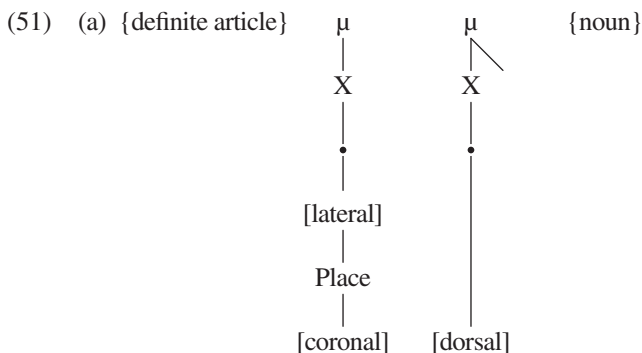 (51) (a) {definite article} μ μ {noun}
X X
• •
[lateral]
Place
[coronal] [dorsal]